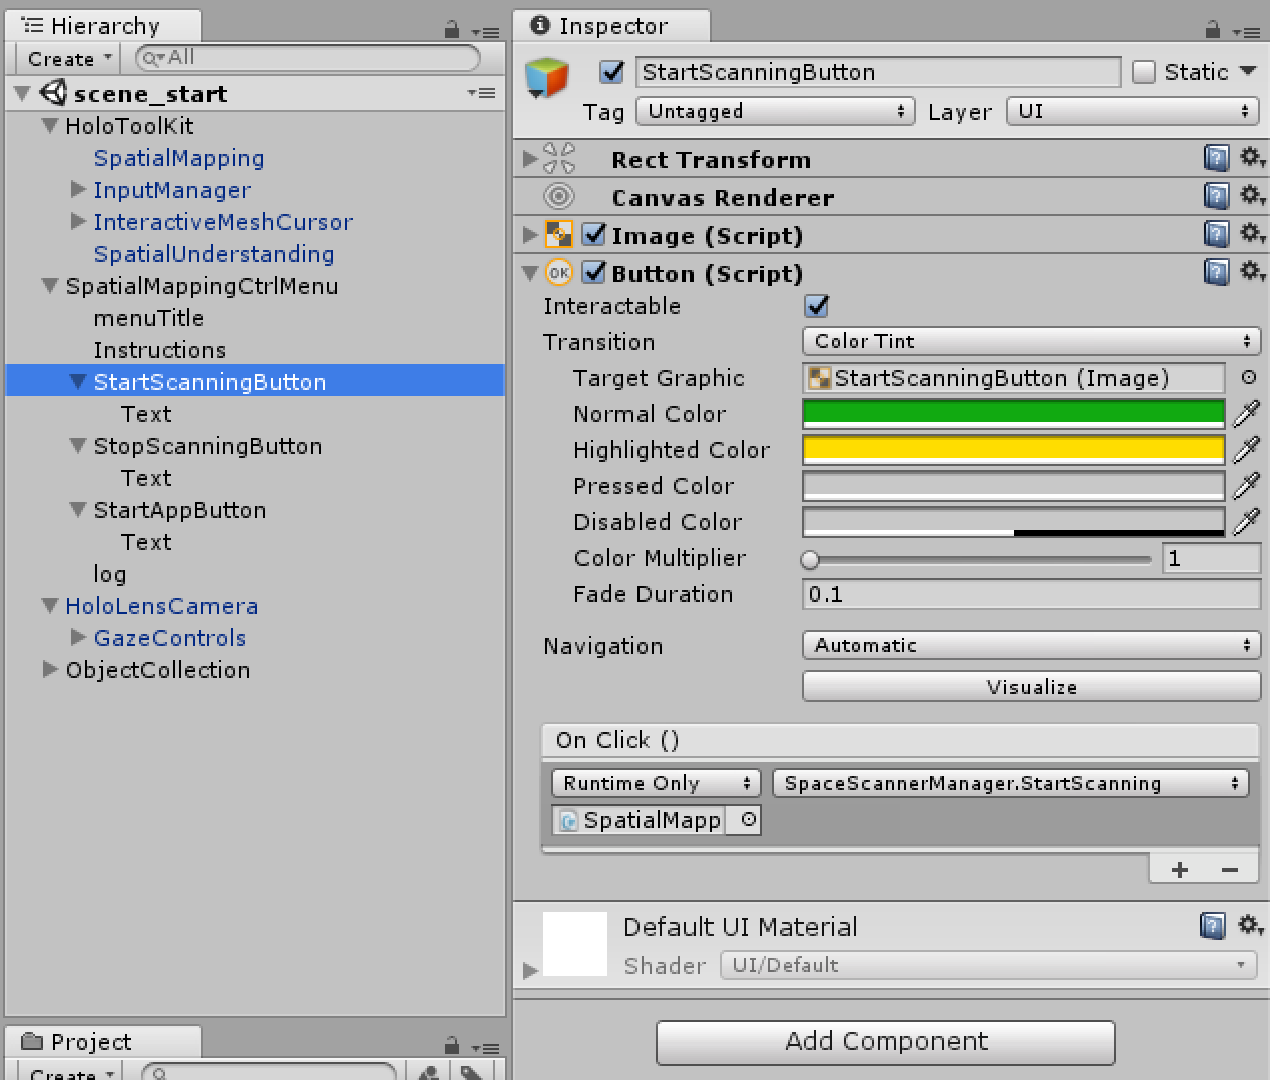 Hierarchy
Create
All
scene_start
HoloToolKit
SpatialMapping
InputManager
InteractiveMeshCursor
SpatialUnderstanding
SpatialMappingCtrlMenu
menuTitle
Instructions
StartScanningButton
Text
StopScanningButton
Text
StartAppButton
Text
log
HoloLensCamera
GazeControls
ObjectCollection
Project
Create
Inspector
StartScanningButton
Static
Tag Untagged Layer UI
Rect Transform
Canvas Renderer
Image (Script)
OK Button (Script)
Interactable
Transition Color Tint
Target Graphic StartScanningButton (Image)
Normal Color
Highlighted Color
Pressed Color
Disabled Color
Color Multiplier 1
Fade Duration 0.1
Navigation Automatic
Visualize
On Click ()
Runtime Only SpaceScannerManager.StartScanning
SpatialMapp
+ −
Default UI Material
Shader UI/Default
Add Component